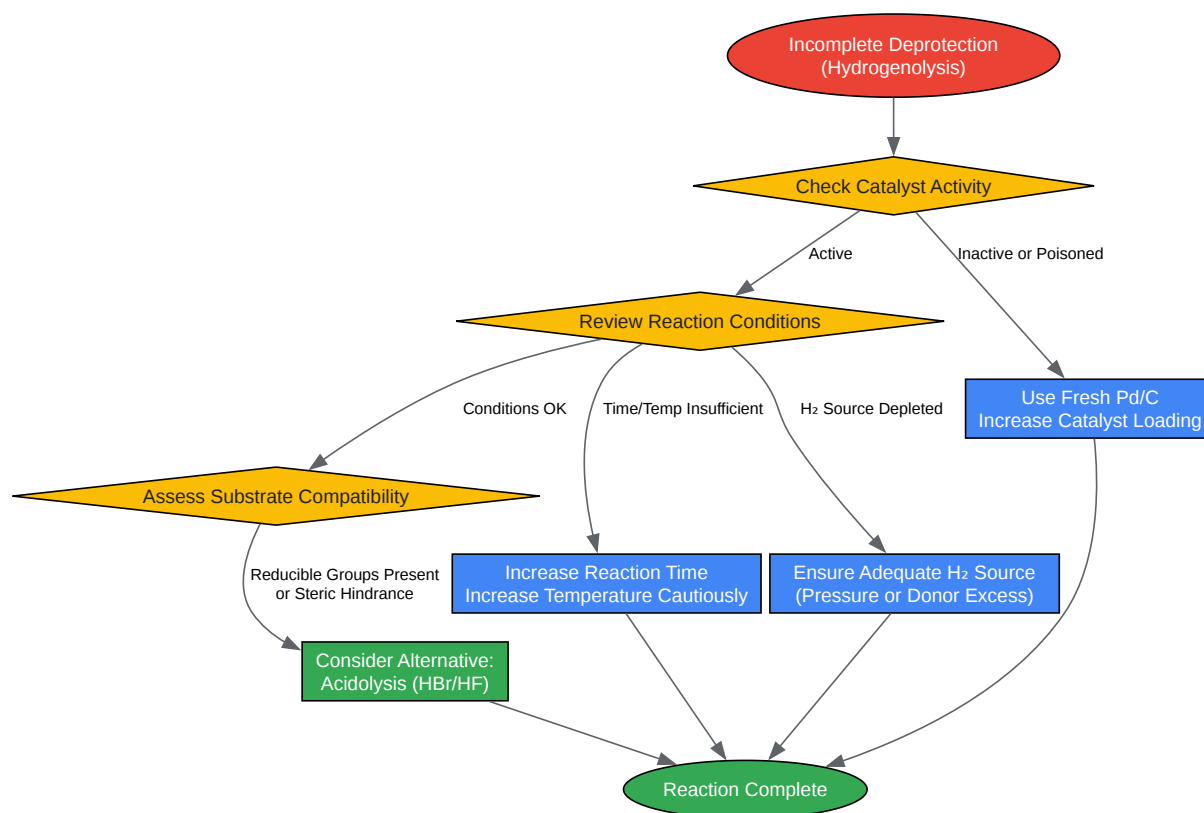 Incomplete Deprotection
(Hydrogenolysis)
Check Catalyst Activity
Active
Inactive or Poisoned
Review Reaction Conditions
Conditions OK
Time/Temp Insufficient
H₂ Source Depleted
Use Fresh Pd/C
Increase Catalyst Loading
Assess Substrate Compatibility
Reducible Groups Present
or Steric Hindrance
Increase Reaction Time
Increase Temperature Cautiously
Ensure Adequate H₂ Source
(Pressure or Donor Excess)
Consider Alternative:
Acidolysis (HBr/HF)
Reaction Complete